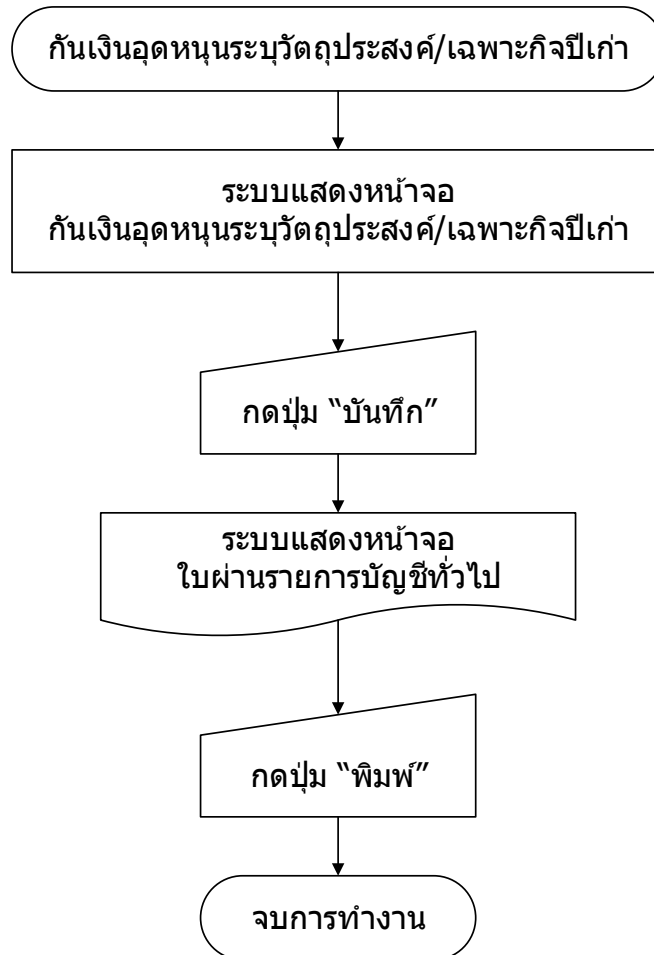 กันเงินอุดหนุนระบุวัตถุประสงค์/เฉพาะกิจปีเก่า
ระบบแสดงหน้าจอ
กันเงินอุดหนุนระบุวัตถุประสงค์/เฉพาะกิจปีเก่า
กดปุ่ม “บันทึก”
ระบบแสดงหน้าจอ
ใบผ่านรายการบัญชีทั่วไป
กดปุ่ม “พิมพ์”
จบการทำงาน